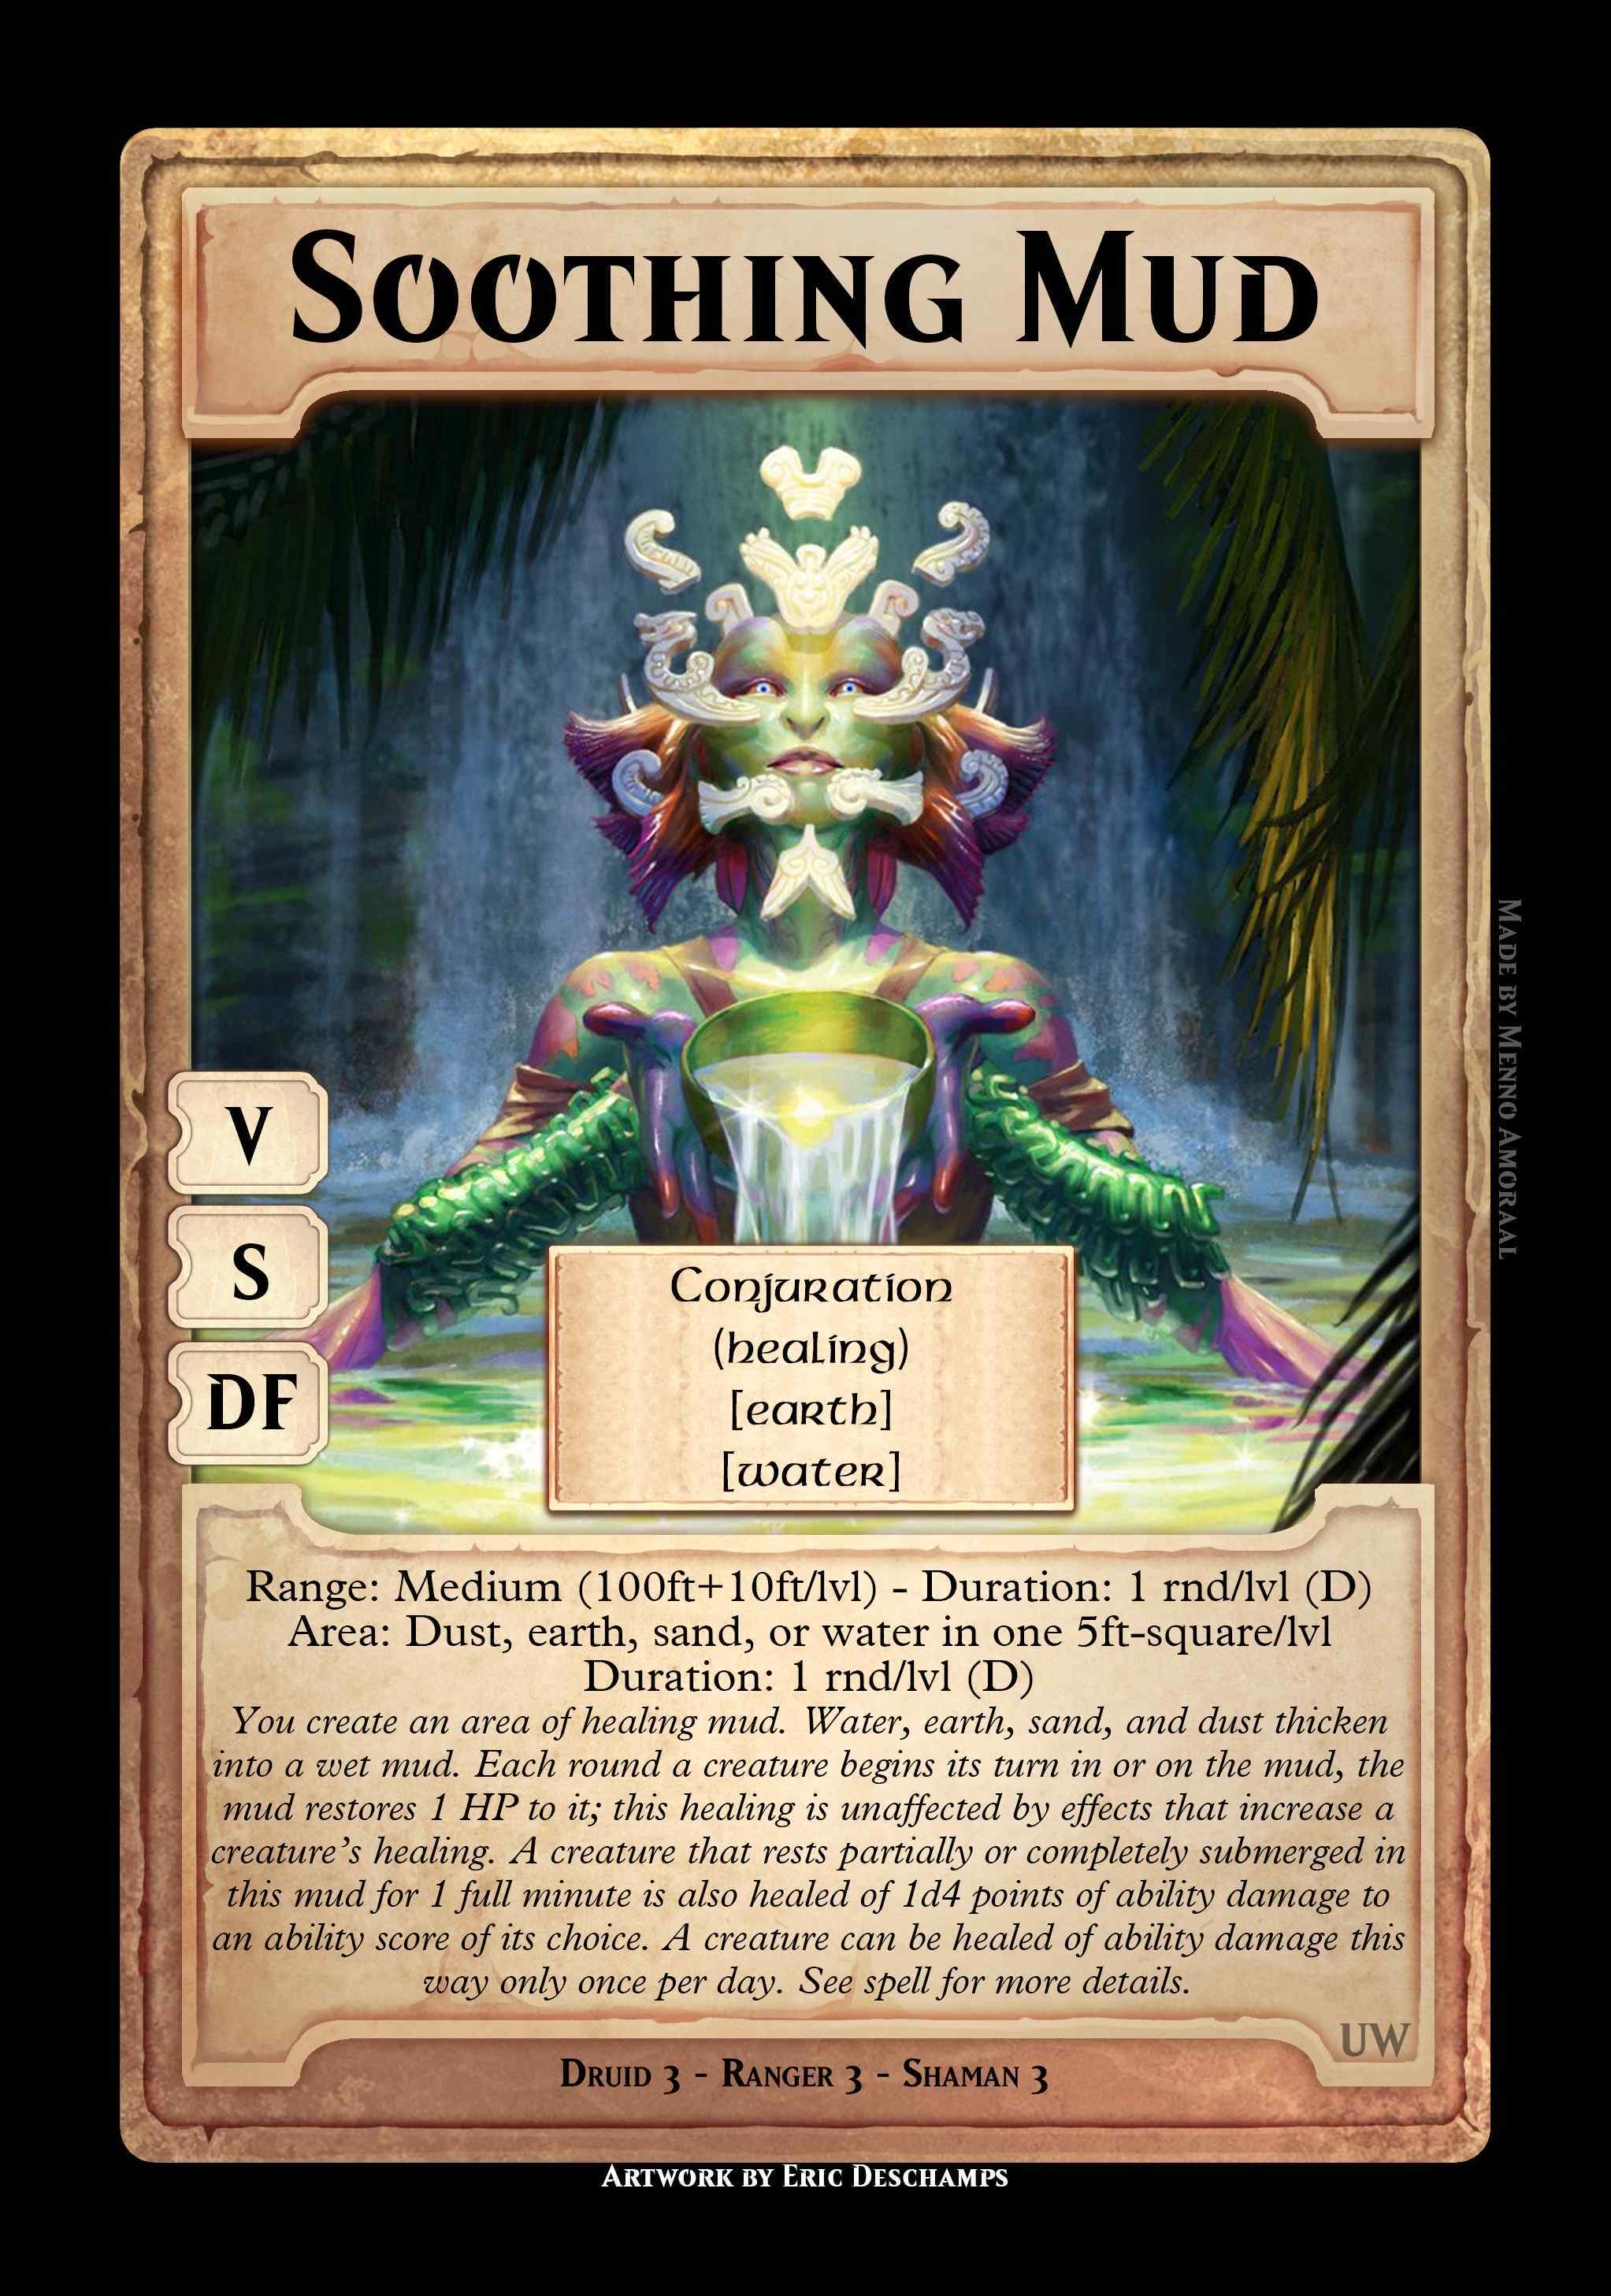 Soothing Mud
V
S
DF
Conjuration
(healing)
[earth]
[water]
Range: Medium (100ft+10ft/lvl) - Duration: 1 rnd/lvl (D)
Area: Dust, earth, sand, or water in one 5ft-square/lvl
Duration: 1 rnd/lvl (D)
You create an area of healing mud. Water, earth, sand, and dust thicken
into a wet mud. Each round a creature begins its turn in or on the mud, the
mud restores 1 HP to it; this healing is unaffected by effects that increase a
creature's healing. A creature that rests partially or completely submerged in
this mud for 1 full minute is also healed of 1d4 points of ability damage to
an ability score of its choice. A creature can be healed of ability damage this
way only once per day. See spell for more details.
UW
Druid 3 - Ranger 3 - Shaman 3
Artwork by Eric Deschamps
Made by Menno Amoraal